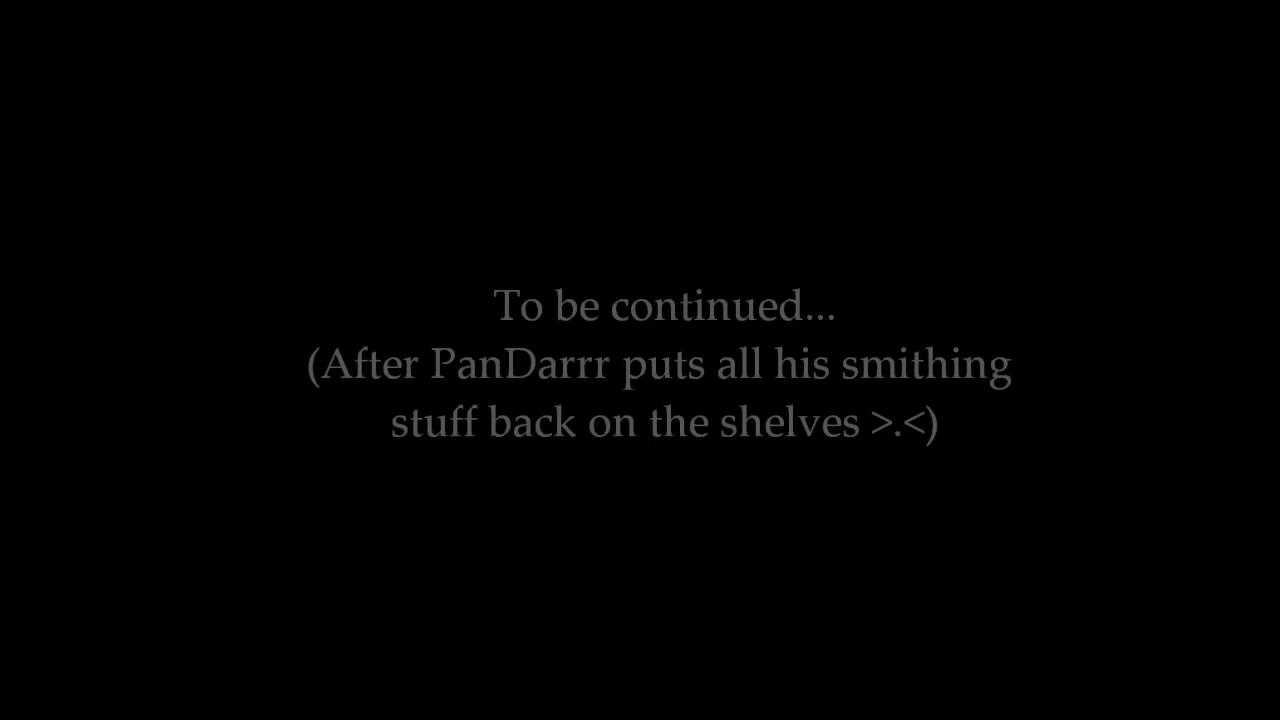 To be continued...
(After PanDarrr puts all his smithing
stuff back on the shelves >.<)